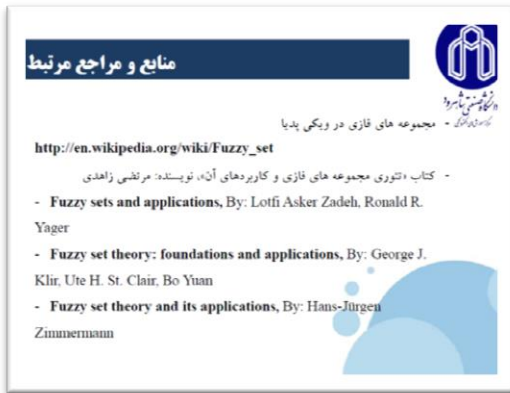 منابع و مراجع مرتبط
دانشگاه صنعتی شاهرود
- مجموعه های فازی در ویکی پدیا
http://en.wikipedia.org/wiki/Fuzzy_set
- کتاب «تئوری مجموعه های فازی و کاربردهای آن»، نویسنده: مرتضی زاهدی
- Fuzzy sets and applications, By: Lotfi Asker Zadeh, Ronald R.
Yager
- Fuzzy set theory: foundations and applications, By: George J.
Klir, Ute H. St. Clair, Bo Yuan
- Fuzzy set theory and its applications, By: Hans-Jürgen
Zimmermann